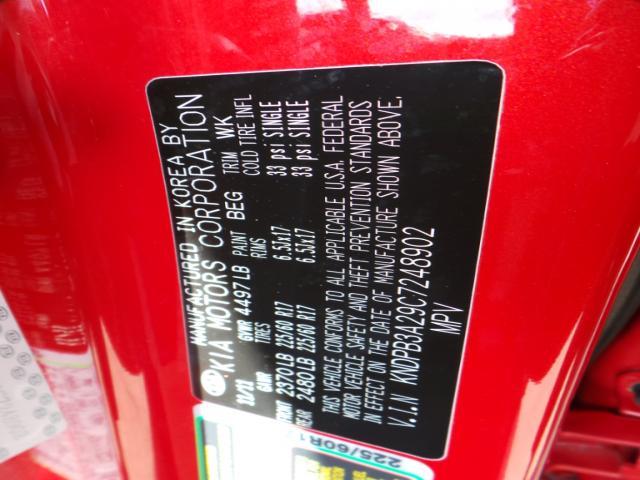 MANUFACTURED IN KOREA BY
KIA MOTORS CORPORATION
11/11 GVWR 4497 LB PAINT BEG TRIM WK
GAWR TIRES RIMS COLD TIRE INFL
FRONT 2370 LB 225/60 R17 6.5Jx17 33 psi SINGLE
REAR 2480 LB 225/60 R17 6.5Jx17 33 psi SINGLE
THIS VEHICLE CONFORMS TO ALL APPLICABLE U.S.A. FEDERAL
MOTOR VEHICLE SAFETY AND THEFT PREVENTION STANDARDS
IN EFFECT ON THE DATE OF MANUFACTURE SHOWN ABOVE.
V.I.N KNDPB3A29C7248902
MPV
225/60R1